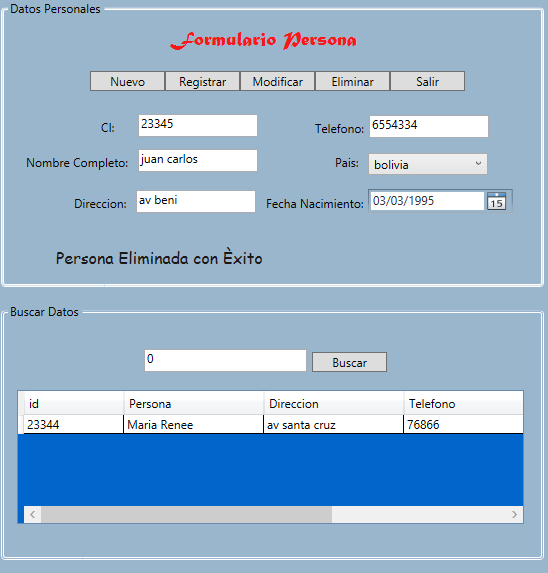 Datos Personales
Formulario Persona
Nuevo Registrar Modificar Eliminar Salir
CI: 23345 Telefono: 6554334
Nombre Completo: juan carlos Pais: bolivia
Direccion: av beni Fecha Nacimiento: 03/03/1995 15
Persona Eliminada con Èxito
Buscar Datos
0 Buscar
id Persona Direccion Telefono
23344 Maria Renee av santa cruz 76866